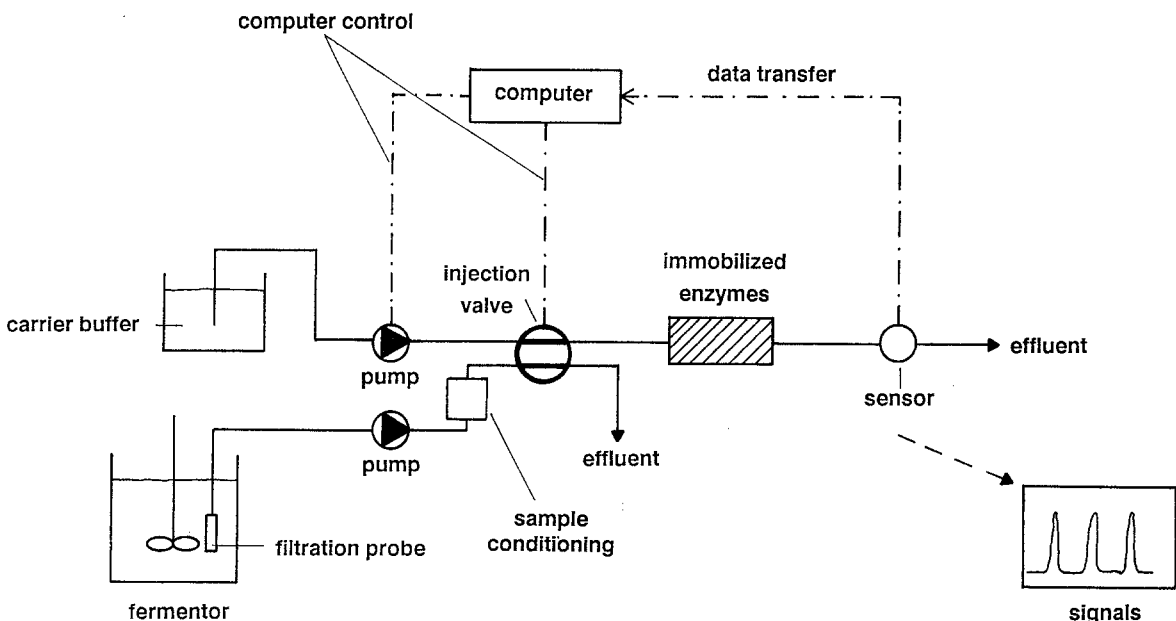 computer control
data transfer
computer
injection
valve
immobilized
enzymes
carrier buffer
pump
effluent
sensor
pump
effluent
sample
conditioning
filtration probe
fermentor
signals